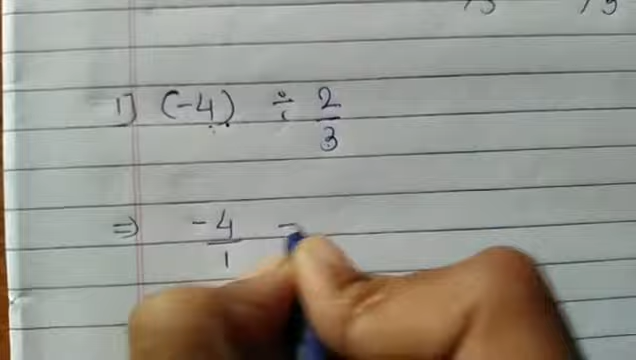 1] (-4) ÷ 2/3
⇒ -4/1 -